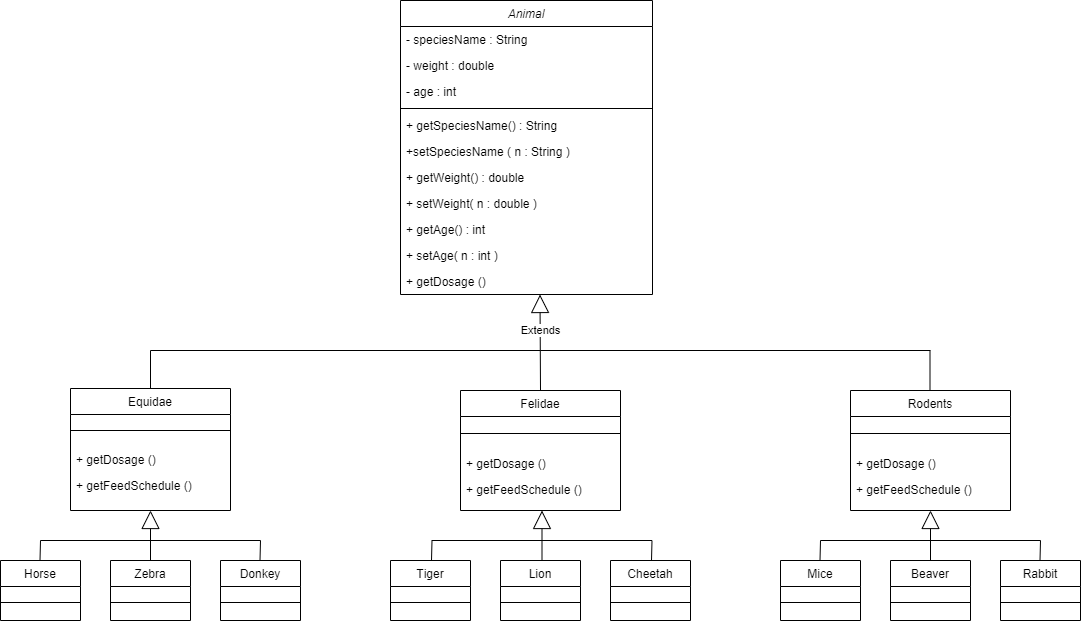 Animal
- speciesName : String
- weight : double
- age : int
+ getSpeciesName() : String
+setSpeciesName ( n : String )
+ getWeight() : double
+ setWeight( n : double )
+ getAge() : int
+ setAge( n : int )
+ getDosage ()
Extends
Equidae
+ getDosage ()
+ getFeedSchedule ()
Felidae
+ getDosage ()
+ getFeedSchedule ()
Rodents
+ getDosage ()
+ getFeedSchedule ()
Horse
Zebra
Donkey
Tiger
Lion
Cheetah
Mice
Beaver
Rabbit